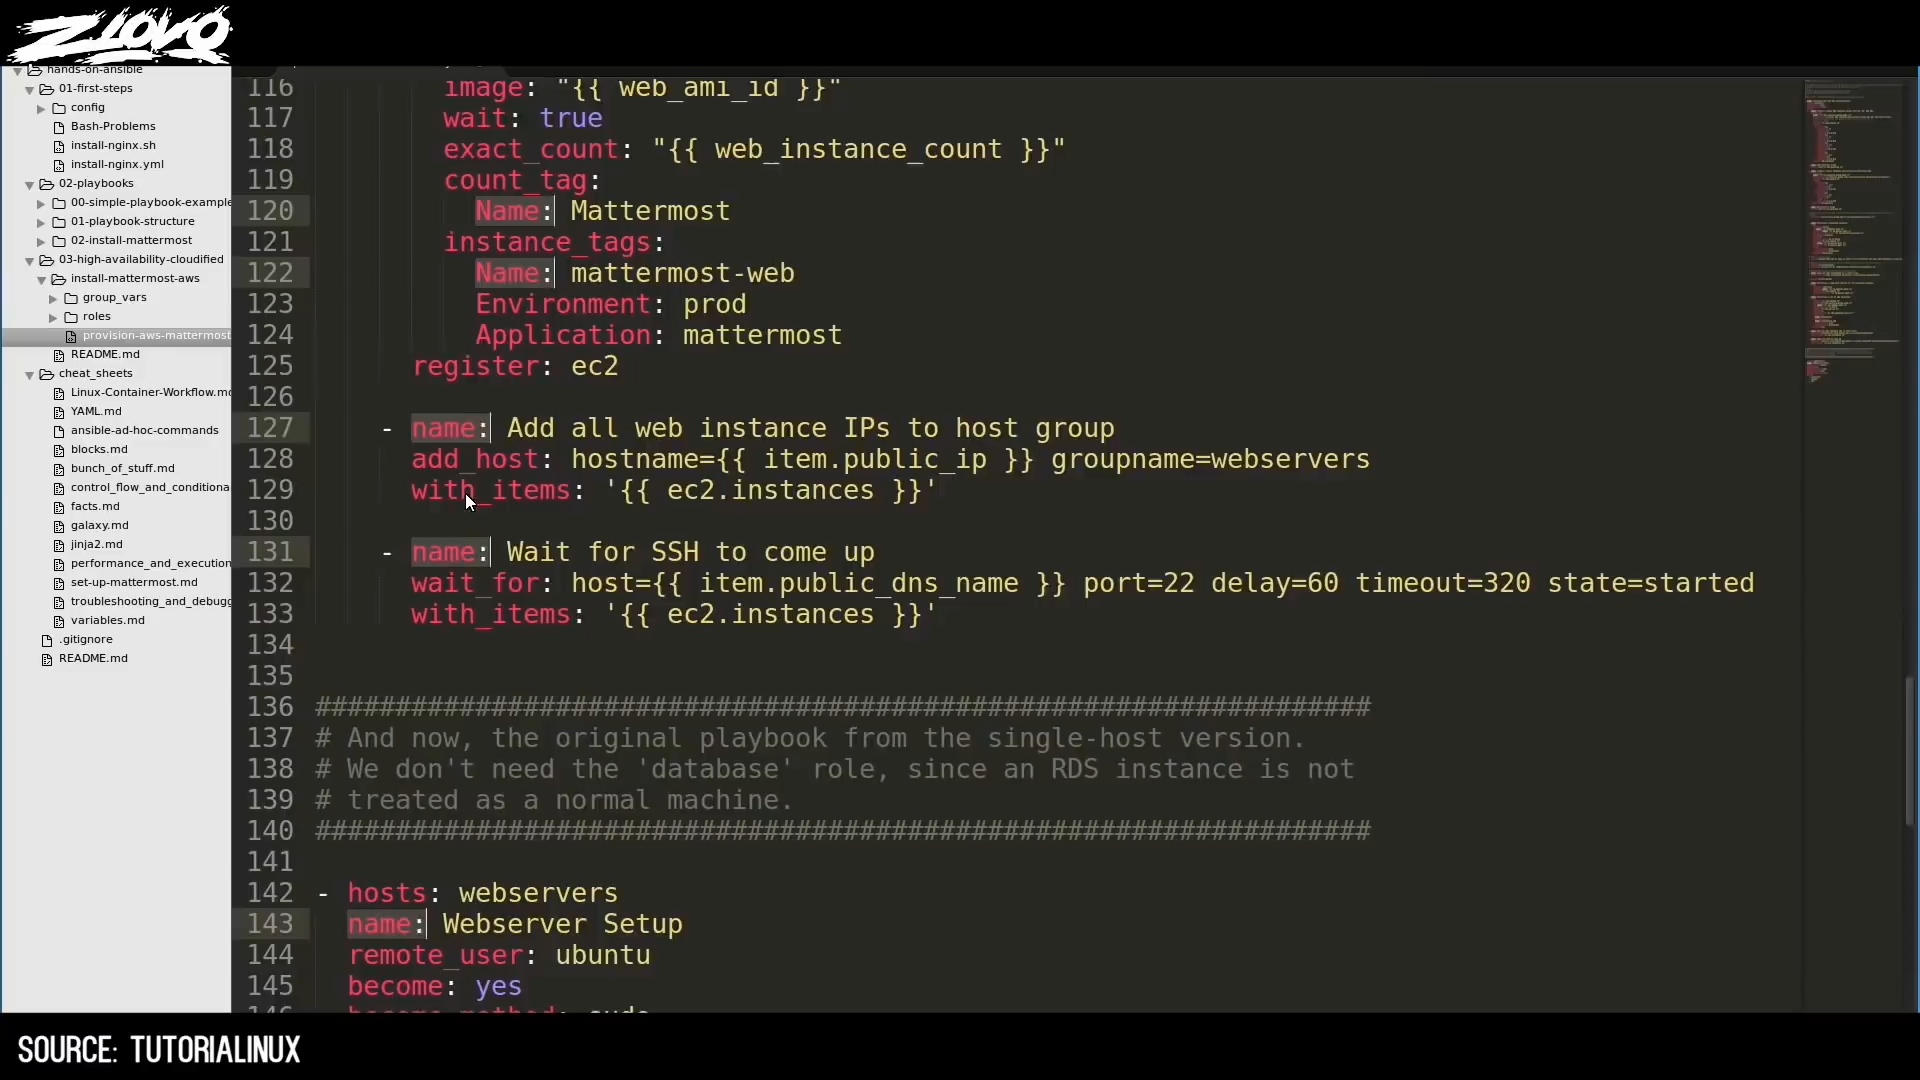 ZLOVO
hands-on-ansible
01-first-steps
config
Bash-Problems
install-nginx.sh
install-nginx.yml
02-playbooks
00-simple-playbook-example
01-playbook-structure
02-install-mattermost
03-high-availability-cloudified
install-mattermost-aws
group_vars
roles
provision-aws-mattermost
README.md
cheat_sheets
Linux-Container-Workflow.md
YAML.md
ansible-ad-hoc-commands
blocks.md
bunch_of_stuff.md
control_flow_and_conditiona
facts.md
galaxy.md
jinja2.md
performance_and_execution
set-up-mattermost.md
troubleshooting_and_debugg
variables.md
.gitignore
README.md
116 image: "{{ web_ami_id }}"
117 wait: true
118 exact_count: "{{ web_instance_count }}"
119 count_tag:
120 Name: Mattermost
121 instance_tags:
122 Name: mattermost-web
123 Environment: prod
124 Application: mattermost
125 register: ec2
126
127 - name: Add all web instance IPs to host group
128 add_host: hostname={{ item.public_ip }} groupname=webservers
129 with_items: '{{ ec2.instances }}'
130
131 - name: Wait for SSH to come up
132 wait_for: host={{ item.public_dns_name }} port=22 delay=60 timeout=320 state=started
133 with_items: '{{ ec2.instances }}'
134
135
136 ##################################################################
137 # And now, the original playbook from the single-host version.
138 # We don't need the 'database' role, since an RDS instance is not
139 # treated as a normal machine.
140 ##################################################################
141
142 - hosts: webservers
143 name: Webserver Setup
144 remote_user: ubuntu
145 become: yes
146 become_method: sudo
SOURCE: TUTORIALINUX